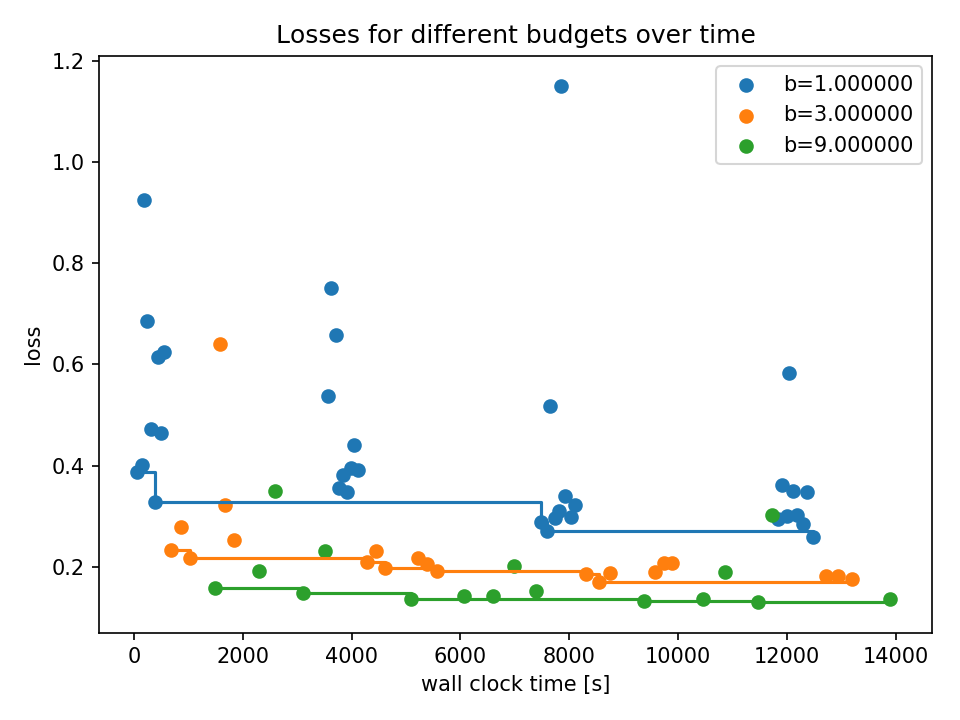 Losses for different budgets over time
1.2
1.0
0.8
0.6
0.4
0.2
loss
b=1.000000
b=3.000000
b=9.000000
0 2000 4000 6000 8000 10000 12000 14000
wall clock time [s]